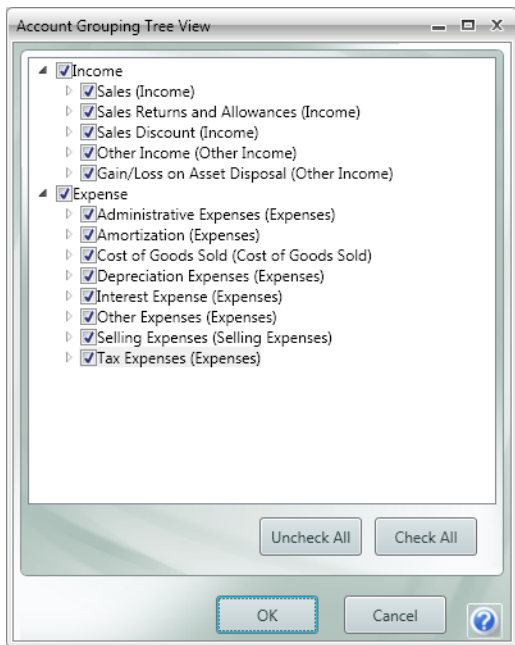 Account Grouping Tree View
Income
Sales (Income)
Sales Returns and Allowances (Income)
Sales Discount (Income)
Other Income (Other Income)
Gain/Loss on Asset Disposal (Other Income)
Expense
Administrative Expenses (Expenses)
Amortization (Expenses)
Cost of Goods Sold (Cost of Goods Sold)
Depreciation Expenses (Expenses)
Interest Expense (Expenses)
Other Expenses (Expenses)
Selling Expenses (Selling Expenses)
Tax Expenses (Expenses)
Uncheck All Check All
OK Cancel ?